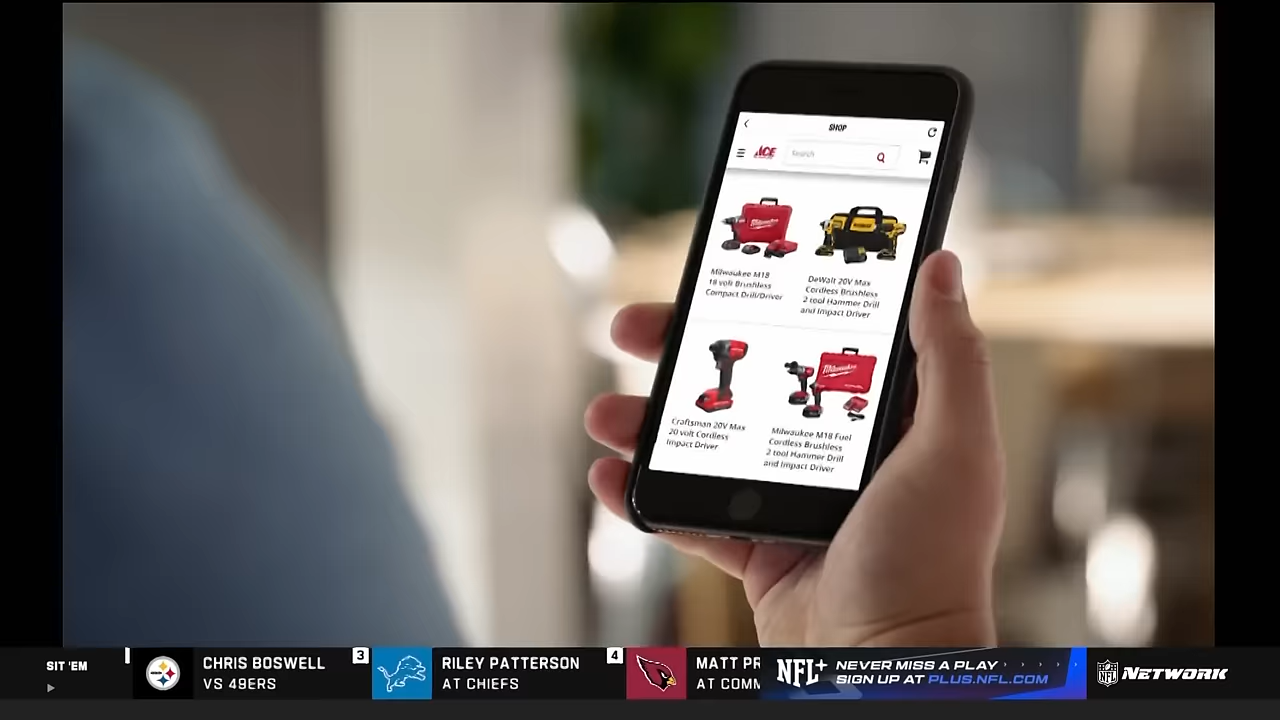 SHOP
ACE
Search
Milwaukee
DEWALT
Milwaukee M18
18 volt Brushless
Compact Drill/Driver
DeWalt 20V Max
Cordless Brushless
2 tool Hammer Drill
and Impact Driver
Milwaukee
Craftsman 20V Max
20 volt Cordless
Impact Driver
Milwaukee M18 Fuel
Cordless Brushless
2 tool Hammer Drill
and Impact Driver
SIT 'EM
CHRIS BOSWELL
VS 49ERS
3
RILEY PATTERSON
AT CHIEFS
4
MATT PR
AT COMM
NFL+
NEVER MISS A PLAY
SIGN UP AT PLUS.NFL.COM
NFL NETWORK